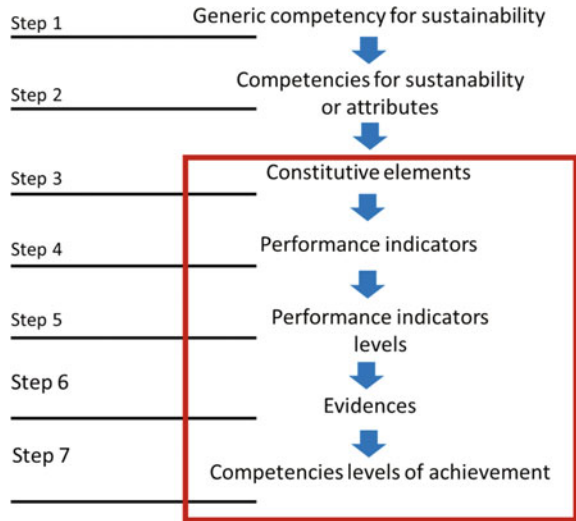 Step 1
Generic competency for sustainability
Step 2
Competencies for sustanability
or attributes
Step 3
Constitutive elements
Step 4
Performance indicators
Step 5
Performance indicators
levels
Step 6
Evidences
Step 7
Competencies levels of achievement